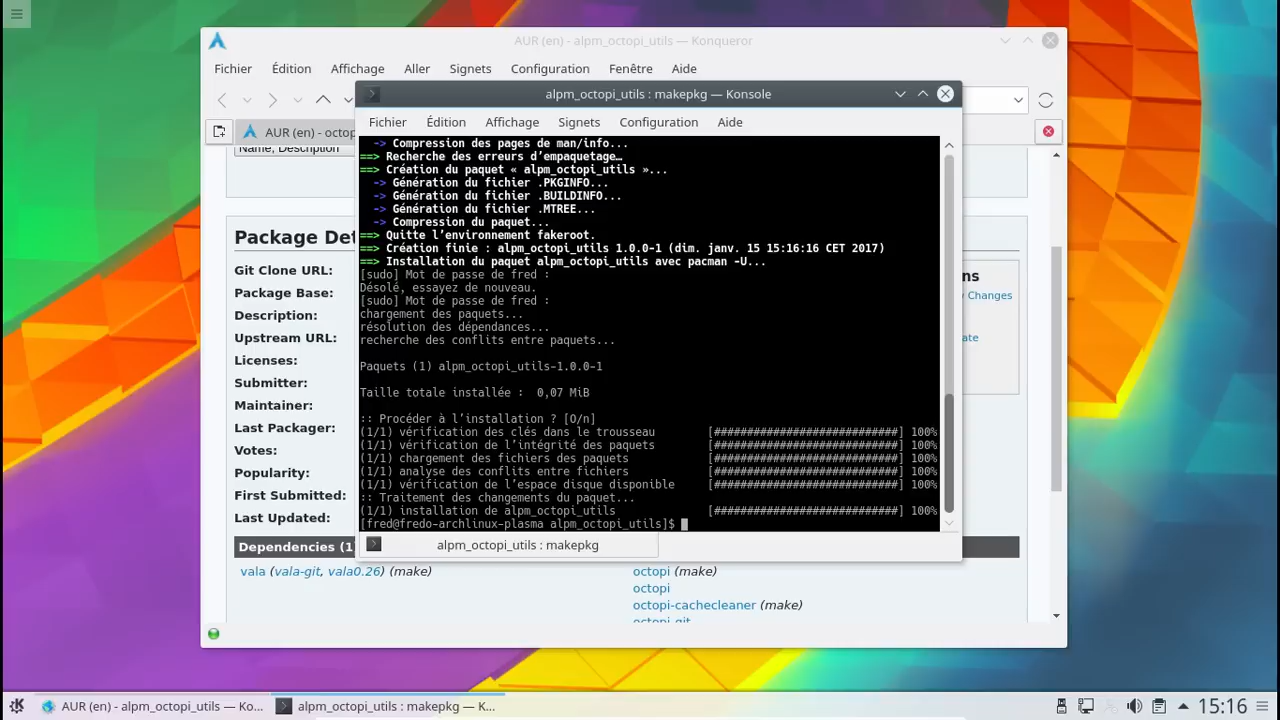 AUR (en) - alpm_octopi_utils — Konqueror
Fichier Édition Affichage Aller Signets Configuration Fenêtre Aide
alpm_octopi_utils : makepkg — Konsole
AUR (en) - octop
Fichier Édition Affichage Signets Configuration Aide
Name, Description
-> Compression des pages de man/info...
==> Recherche des erreurs d’empaquetage…
==> Création du paquet « alpm_octopi_utils »...
-> Génération du fichier .PKGINFO...
-> Génération du fichier .BUILDINFO...
-> Génération du fichier .MTREE...
-> Compression du paquet...
==> Quitte l’environnement fakeroot.
==> Création finie : alpm_octopi_utils 1.0.0-1 (dim. janv. 15 15:16:16 CET 2017)
==> Installation du paquet alpm_octopi_utils avec pacman -U...
[sudo] Mot de passe de fred :
Désolé, essayez de nouveau.
[sudo] Mot de passe de fred :
chargement des paquets...
résolution des dépendances...
recherche des conflits entre paquets...
Paquets (1) alpm_octopi_utils-1.0.0-1
Taille totale installée :  0,07 MiB
:: Procéder à l’installation ? [O/n]
(1/1) vérification des clés dans le trousseau [############################] 100%
(1/1) vérification de l’intégrité des paquets [############################] 100%
(1/1) chargement des fichiers des paquets [############################] 100%
(1/1) analyse des conflits entre fichiers [############################] 100%
(1/1) vérification de l’espace disque disponible [############################] 100%
:: Traitement des changements du paquet...
(1/1) installation de alpm_octopi_utils [############################] 100%
[fred@fredo-archlinux-plasma alpm_octopi_utils]$
alpm_octopi_utils : makepkg
Package Det
Git Clone URL:
Package Base:
Description:
Upstream URL:
Licenses:
Submitter:
Maintainer:
Last Packager:
Votes:
Popularity:
First Submitted:
Last Updated:
ns
Changes
ate
Dependencies (1
vala (vala-git, vala0.26) (make)
octopi (make)
octopi
octopi-cachecleaner (make)
octopi-git
AUR (en) - alpm_octopi_utils — Ko...
alpm_octopi_utils : makepkg — K...
15:16